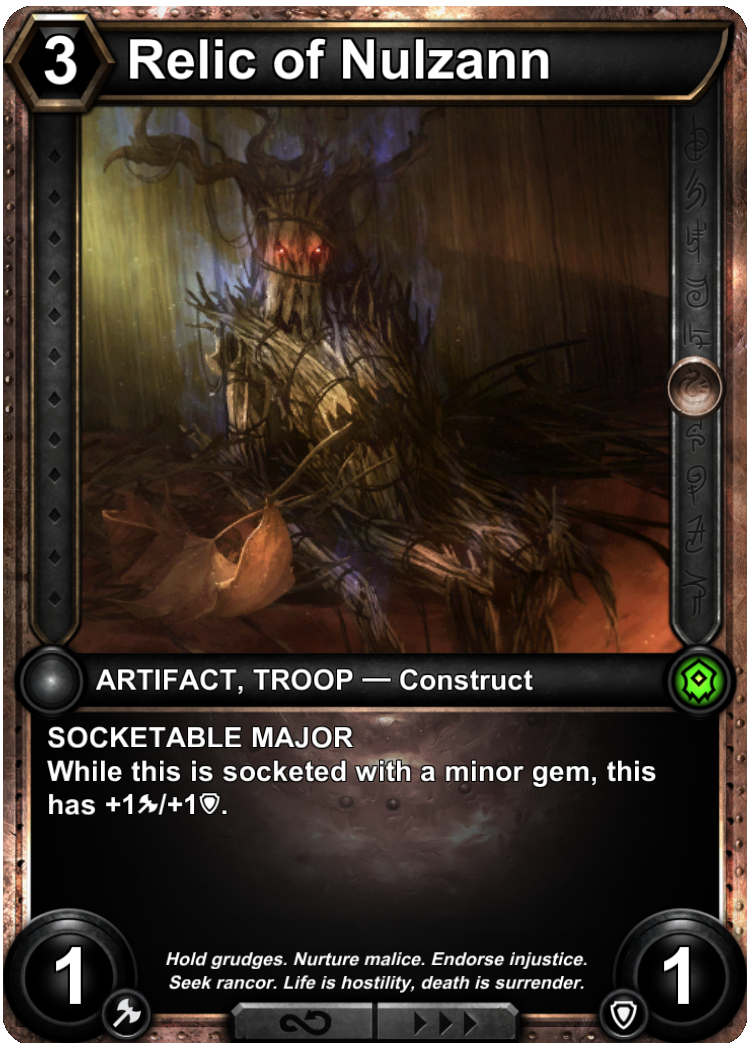 3 Relic of Nulzann
ARTIFACT, TROOP — Construct
SOCKETABLE MAJOR
While this is socketed with a minor gem, this
has +1/+1.
Hold grudges. Nurture malice. Endorse injustice.
Seek rancor. Life is hostility, death is surrender.
1
1